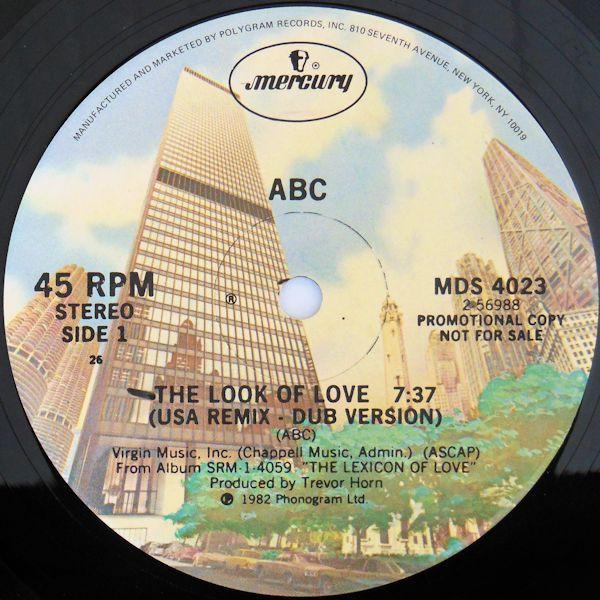 MANUFACTURED AND MARKETED BY POLYGRAM RECORDS, INC. 810 SEVENTH AVENUE, NEW YORK, NY 10019
mercury
ABC
45 RPM
STEREO
SIDE 1
26
®
MDS 4023
2-56988
PROMOTIONAL COPY
NOT FOR SALE
THE LOOK OF LOVE 7:37
(USA REMIX - DUB VERSION)
(ABC)
Virgin Music, Inc. (Chappell Music, Admin.) (ASCAP)
From Album SRM-1-4059, "THE LEXICON OF LOVE"
Produced by Trevor Horn
℗ 1982 Phonogram Ltd.